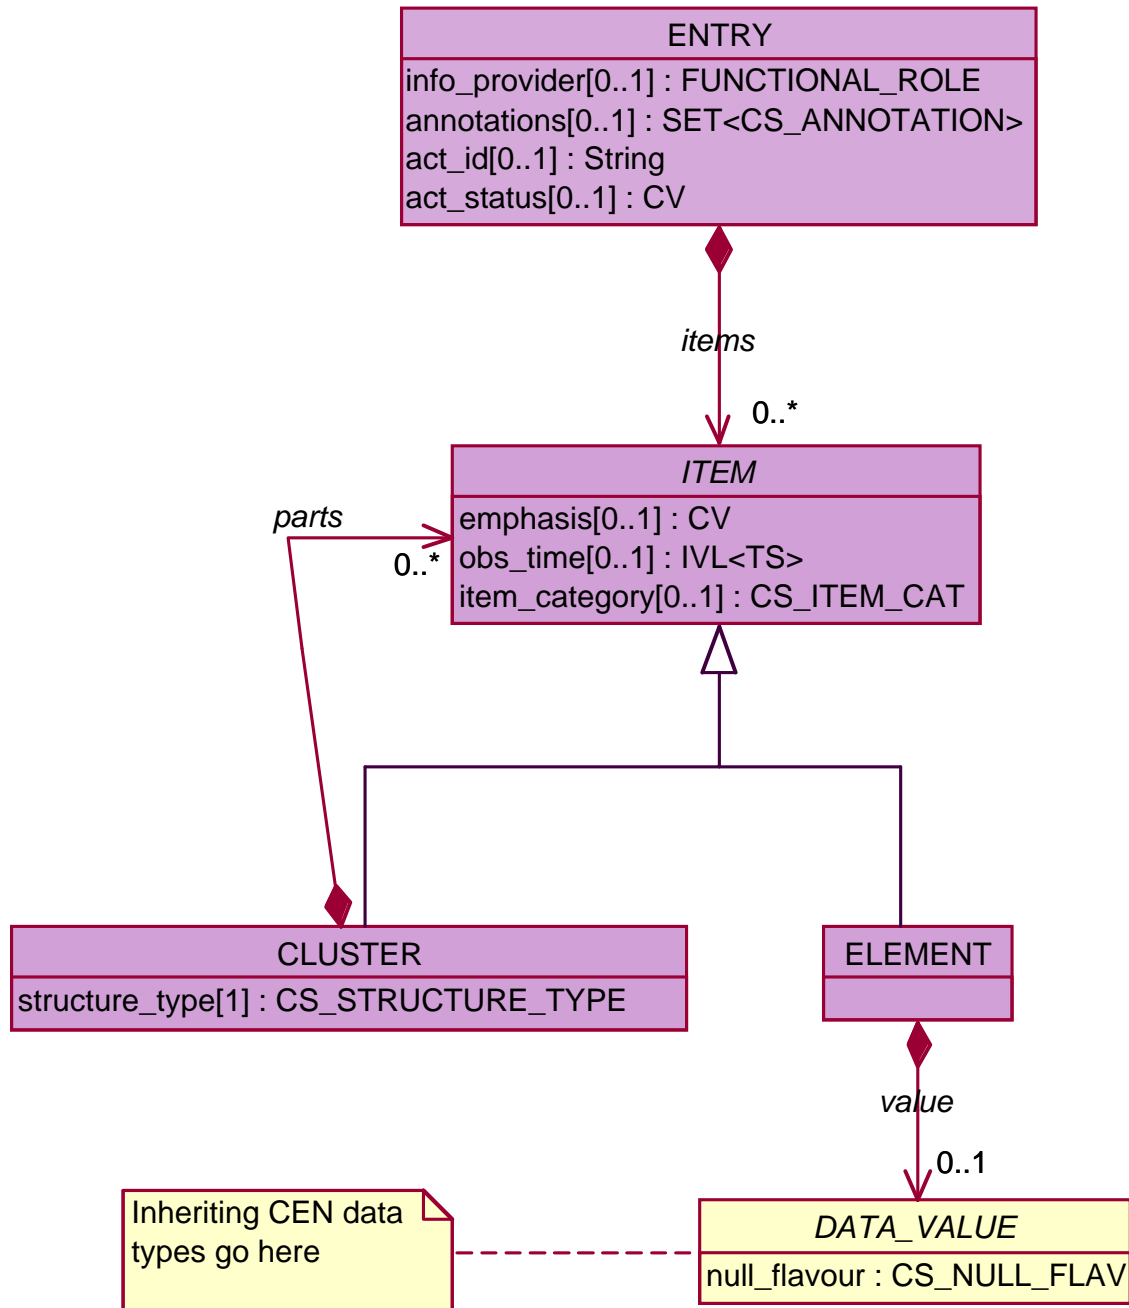 ENTRY
info_provider[0..1] : FUNCTIONAL_ROLE
annotations[0..1] : SET<CS_ANNOTATION>
act_id[0..1] : String
act_status[0..1] : CV
items
0..*
ITEM
emphasis[0..1] : CV
obs_time[0..1] : IVL<TS>
item_category[0..1] : CS_ITEM_CAT
parts
0..*
CLUSTER
structure_type[1] : CS_STRUCTURE_TYPE
ELEMENT
value
0..1
Inheriting CEN data
types go here
DATA_VALUE
null_flavour : CS_NULL_FLAV